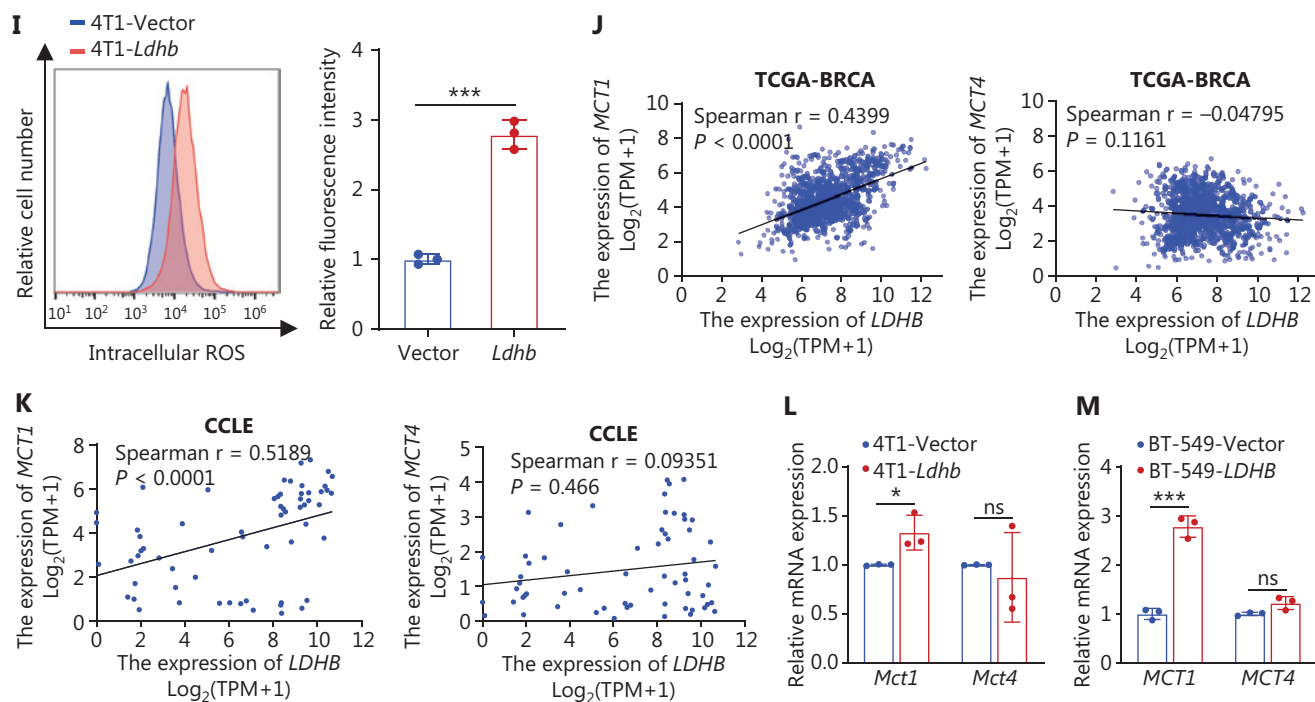 I
4T1-Vector
4T1-Ldhb
Relative cell number
10¹ 10² 10³ 10⁴ 10⁵ 10⁶
Intracellular ROS
Relative fluorescence intensity
4
3
2
1
0
***
Vector Ldhb
J
TCGA-BRCA
Spearman r = 0.4399
P < 0.0001
The expression of MCT1
Log₂(TPM+1)
10
8
6
4
2
0
0 2 4 6 8 10 12
The expression of LDHB
Log₂(TPM+1)
TCGA-BRCA
Spearman r = −0.04795
P = 0.1161
The expression of MCT4
Log₂(TPM+1)
10
8
6
4
2
0
0 2 4 6 8 10 12
The expression of LDHB
Log₂(TPM+1)
K
CCLE
Spearman r = 0.5189
P < 0.0001
The expression of MCT1
Log₂(TPM+1)
8
6
4
2
0
0 2 4 6 8 10 12
The expression of LDHB
Log₂(TPM+1)
CCLE
Spearman r = 0.09351
P = 0.466
The expression of MCT4
Log₂(TPM+1)
5
4
3
2
1
0
0 2 4 6 8 10 12
The expression of LDHB
Log₂(TPM+1)
L
4T1-Vector
4T1-Ldhb
Relative mRNA expression
2.0
1.5
1.0
0.5
0.0
*
ns
Mct1 Mct4
M
BT-549-Vector
BT-549-LDHB
Relative mRNA expression
4
3
2
1
0
***
ns
MCT1 MCT4